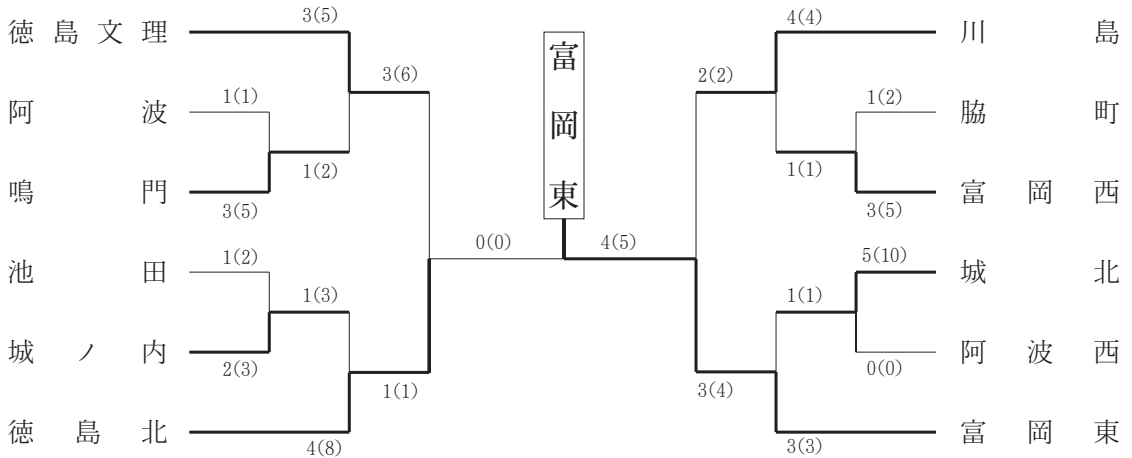 徳島文理
3(5)
3(6)
阿波
1(1)
1(2)
鳴門
3(5)
池田
1(2)
1(3)
城ノ内
2(3)
1(1)
徳島北
4(8)
0(0)
富岡東
4(5)
川島
4(4)
2(2)
脇町
1(2)
1(1)
富岡西
3(5)
城北
5(10)
1(1)
阿波西
0(0)
3(4)
富岡東
3(3)